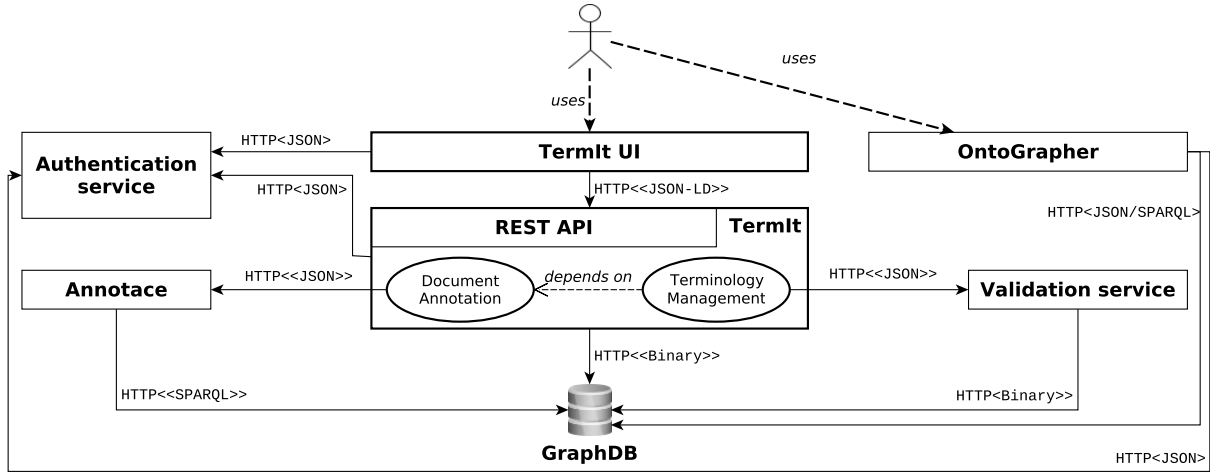 uses
uses
HTTP<JSON>
TermIt UI
OntoGrapher
Authentication
service
HTTP<JSON>
HTTP<<JSON-LD>>
HTTP<JSON/SPARQL>
REST API
TermIt
HTTP<<JSON>>
Document
Annotation
depends on
Terminology
Management
HTTP<<JSON>>
Annotace
Validation service
HTTP<<Binary>>
HTTP<<SPARQL>>
HTTP<Binary>>
GraphDB
HTTP<JSON>